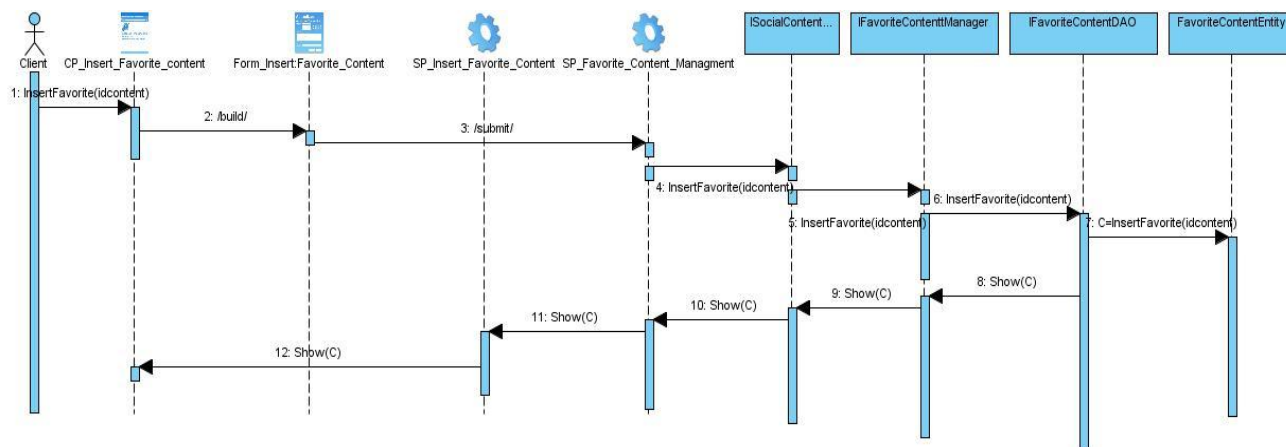 ISocialContent...
IFavoriteContenttManager
IFavoriteContentDAO
FavoriteContentEntity
Client
CP_Insert_Favorite_content
Form_Insert:Favorite_Content
SP_Insert_Favorite_Content
SP_Favorite_Content_Managment
1: InsertFavorite(idcontent)
2: /build/
3: /submit/
4: InsertFavorite(idcontent)
5: InsertFavorite(idcontent)
6: InsertFavorite(idcontent)
7: C=InsertFavorite(idcontent)
8: Show(C)
9: Show(C)
10: Show(C)
11: Show(C)
12: Show(C)